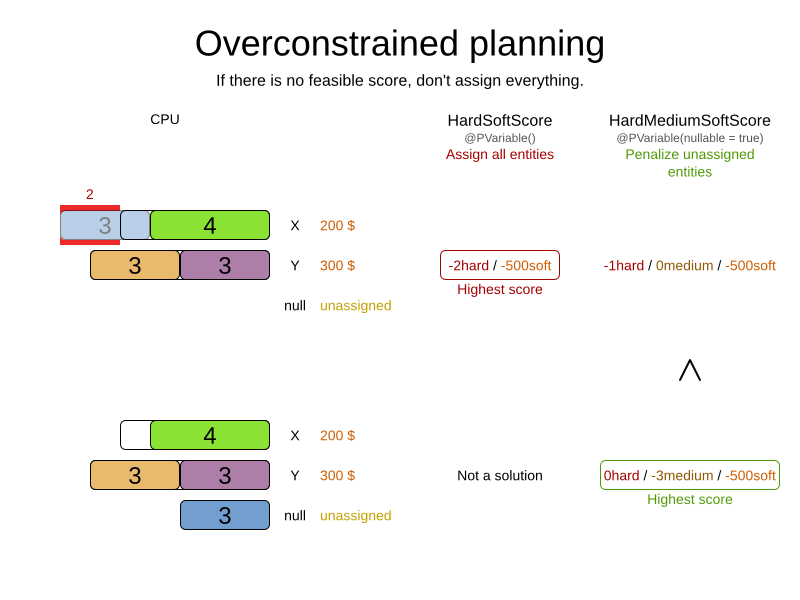 Overconstrained planning
If there is no feasible score, don't assign everything.
CPU
HardSoftScore
@PVariable()
Assign all entities
HardMediumSoftScore
@PVariable(nullable = true)
Penalize unassigned
entities
2
3 4 X 200 $
3 3 Y 300 $ -2hard / -500soft -1hard / 0medium / -500soft
Highest score
null unassigned
4 X 200 $
3 3 Y 300 $ Not a solution 0hard / -3medium / -500soft
Highest score
3 null unassigned